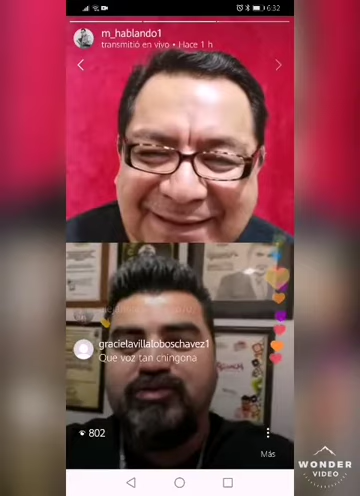 6:32
m_hablando1
transmitió en vivo • Hace 1 h
gracielavillaloboschavez1
Que voz tan chingona
802
Más
WONDER
VIDEO